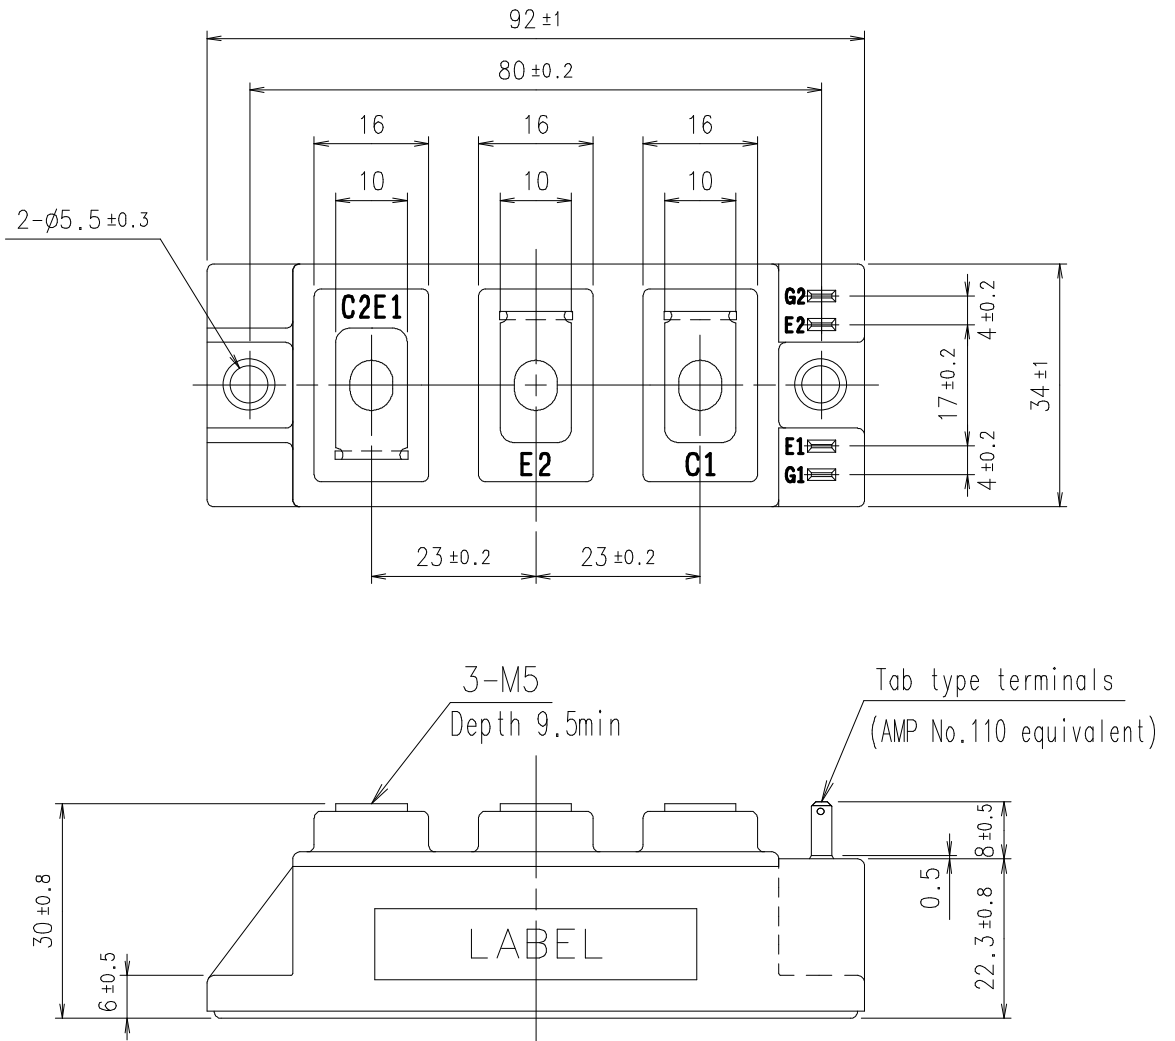 92 ±1
80 ±0.2
16 16 16
10 10 10
2-ø5.5 ±0.3
C2E1
G2
E2
4 ±0.2
17 ±0.2
34 ±1
E1
G1
4 ±0.2
E2 C1
23 ±0.2 23 ±0.2
3-M5
Depth 9.5min
Tab type terminals
(AMP No.110 equivalent)
8 ±0.5
0.5
30 ±0.8
22.3 ±0.8
6 ±0.5
LABEL